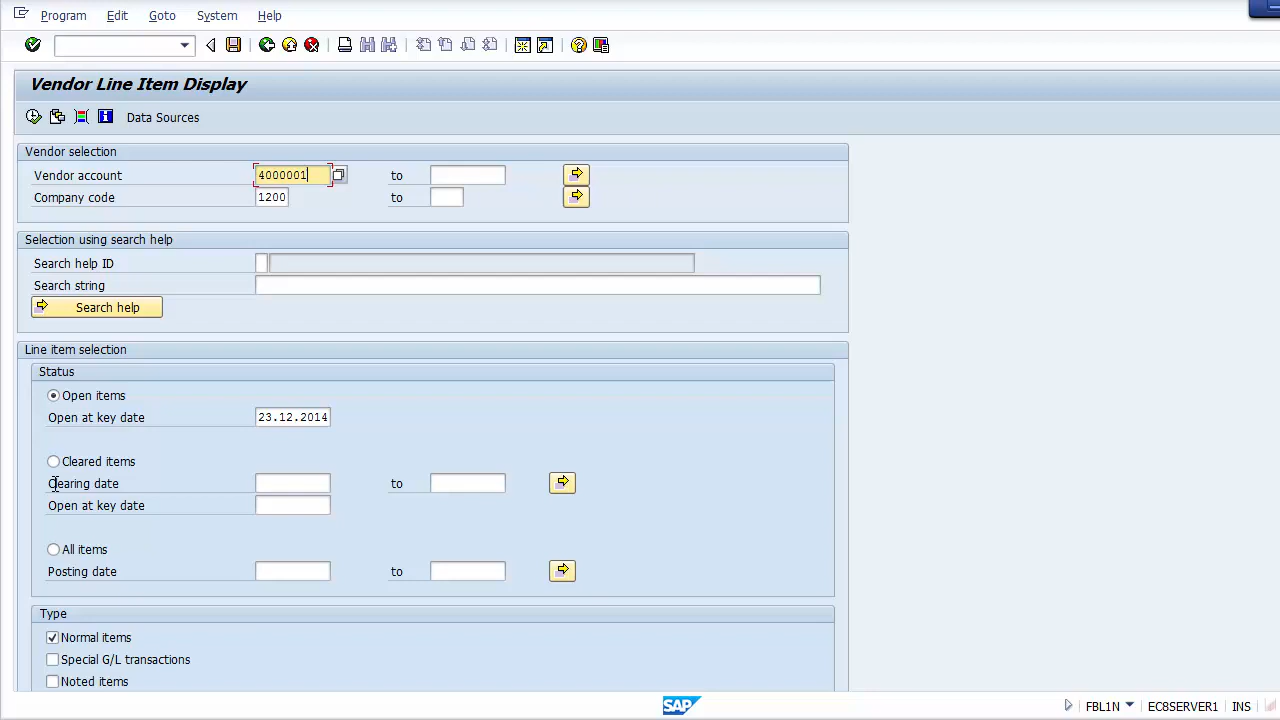 Program Edit Goto System Help
Vendor Line Item Display
Data Sources
Vendor selection
Vendor account 4000001 to
Company code 1200 to
Selection using search help
Search help ID
Search string
Search help
Line item selection
Status
Open items
Open at key date 23.12.2014
Cleared items
Clearing date to
Open at key date
All items
Posting date to
Type
Normal items
Special G/L transactions
Noted items
SAP FBL1N EC8SERVER1 INS